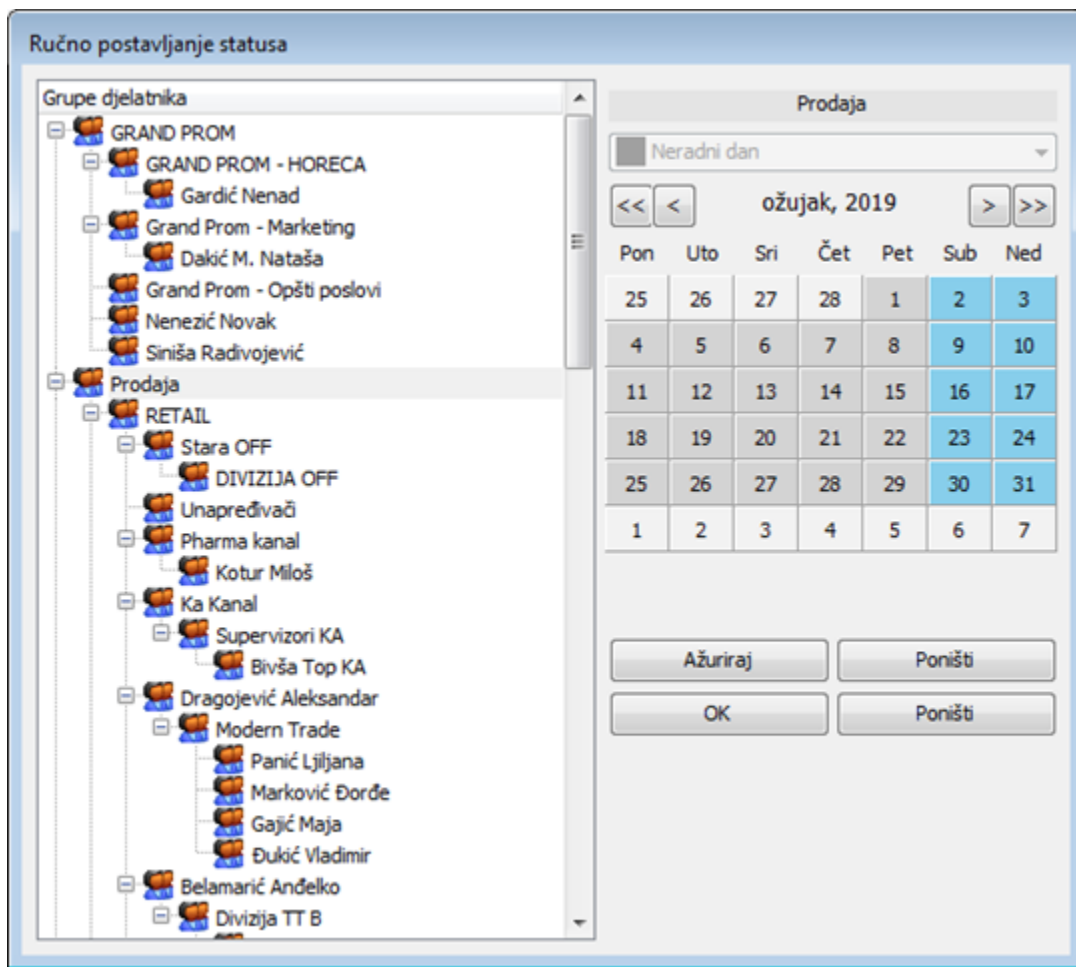 Ručno postavljanje statusa
Grupe djelatnika
GRAND PROM
GRAND PROM - HORECA
Gardić Nenad
Grand Prom - Marketing
Dakić M. Nataša
Grand Prom - Opšti poslovi
Nenezić Novak
Siniša Radivojević
Prodaja
RETAIL
Stara OFF
DIVIZIJA OFF
Unapređivači
Pharma kanal
Kotur Miloš
Ka Kanal
Supervizori KA
Bivša Top KA
Dragojević Aleksandar
Modern Trade
Panić Ljiljana
Marković Đorđe
Gajić Maja
Đukić Vladimir
Belamarić Anđelko
Divizija TT B
Prodaja
Neradni dan
<< < ožujak, 2019 > >>
Pon Uto Sri Čet Pet Sub Ned
25 26 27 28 1 2 3
4 5 6 7 8 9 10
11 12 13 14 15 16 17
18 19 20 21 22 23 24
25 26 27 28 29 30 31
1 2 3 4 5 6 7
Ažuriraj Poništi
OK Poništi